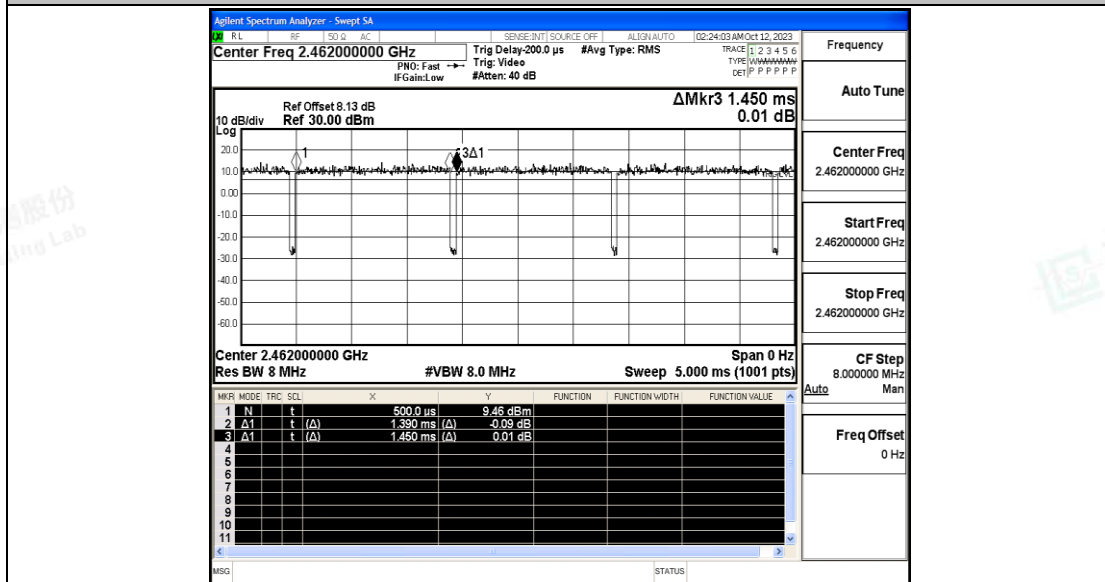 Agilent Spectrum Analyzer - Swept SA
RL RF 50 Ω AC SENSE:INT SOURCE OFF ALIGN AUTO 02:24:03 AM Oct 12, 2023
Center Freq 2.462000000 GHz
PNO: Fast
IFGain:Low
Trig Delay-200.0 µs
Trig: Video
#Atten: 40 dB
#Avg Type: RMS
TRACE 1 2 3 4 5 6
TYPE
DET P P P P P P
Frequency
Auto Tune
Center Freq
2.462000000 GHz
Start Freq
2.462000000 GHz
Stop Freq
2.462000000 GHz
CF Step
8.000000 MHz
Auto Man
Freq Offset
0 Hz
ΔMkr3 1.450 ms
0.01 dB
Ref Offset 8.13 dB
10 dB/div Ref 30.00 dBm
Log
20.0
10.0
0.00
-10.0
-20.0
-30.0
-40.0
-50.0
-60.0
1
3Δ1
Center 2.462000000 GHz Span 0 Hz
Res BW 8 MHz #VBW 8.0 MHz Sweep 5.000 ms (1001 pts)
MKR MODE TRC SCL X Y FUNCTION FUNCTION WIDTH FUNCTION VALUE
1 N t 500.0 µs 9.46 dBm
2 Δ1 t (Δ) 1.390 ms (Δ) -0.09 dB
3 Δ1 t (Δ) 1.450 ms (Δ) 0.01 dB
4
5
6
7
8
9
10
11
MSG STATUS
股份
Lab